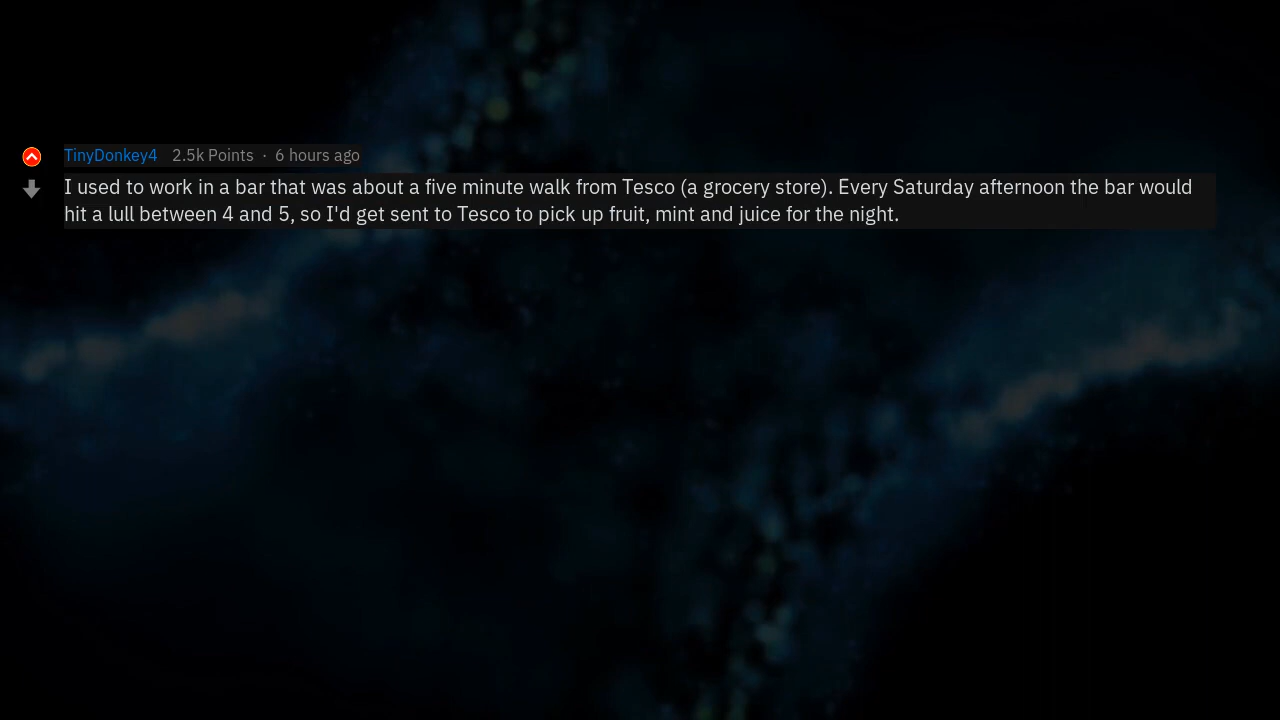 TinyDonkey4 2.5k Points · 6 hours ago
I used to work in a bar that was about a five minute walk from Tesco (a grocery store). Every Saturday afternoon the bar would
hit a lull between 4 and 5, so I'd get sent to Tesco to pick up fruit, mint and juice for the night.